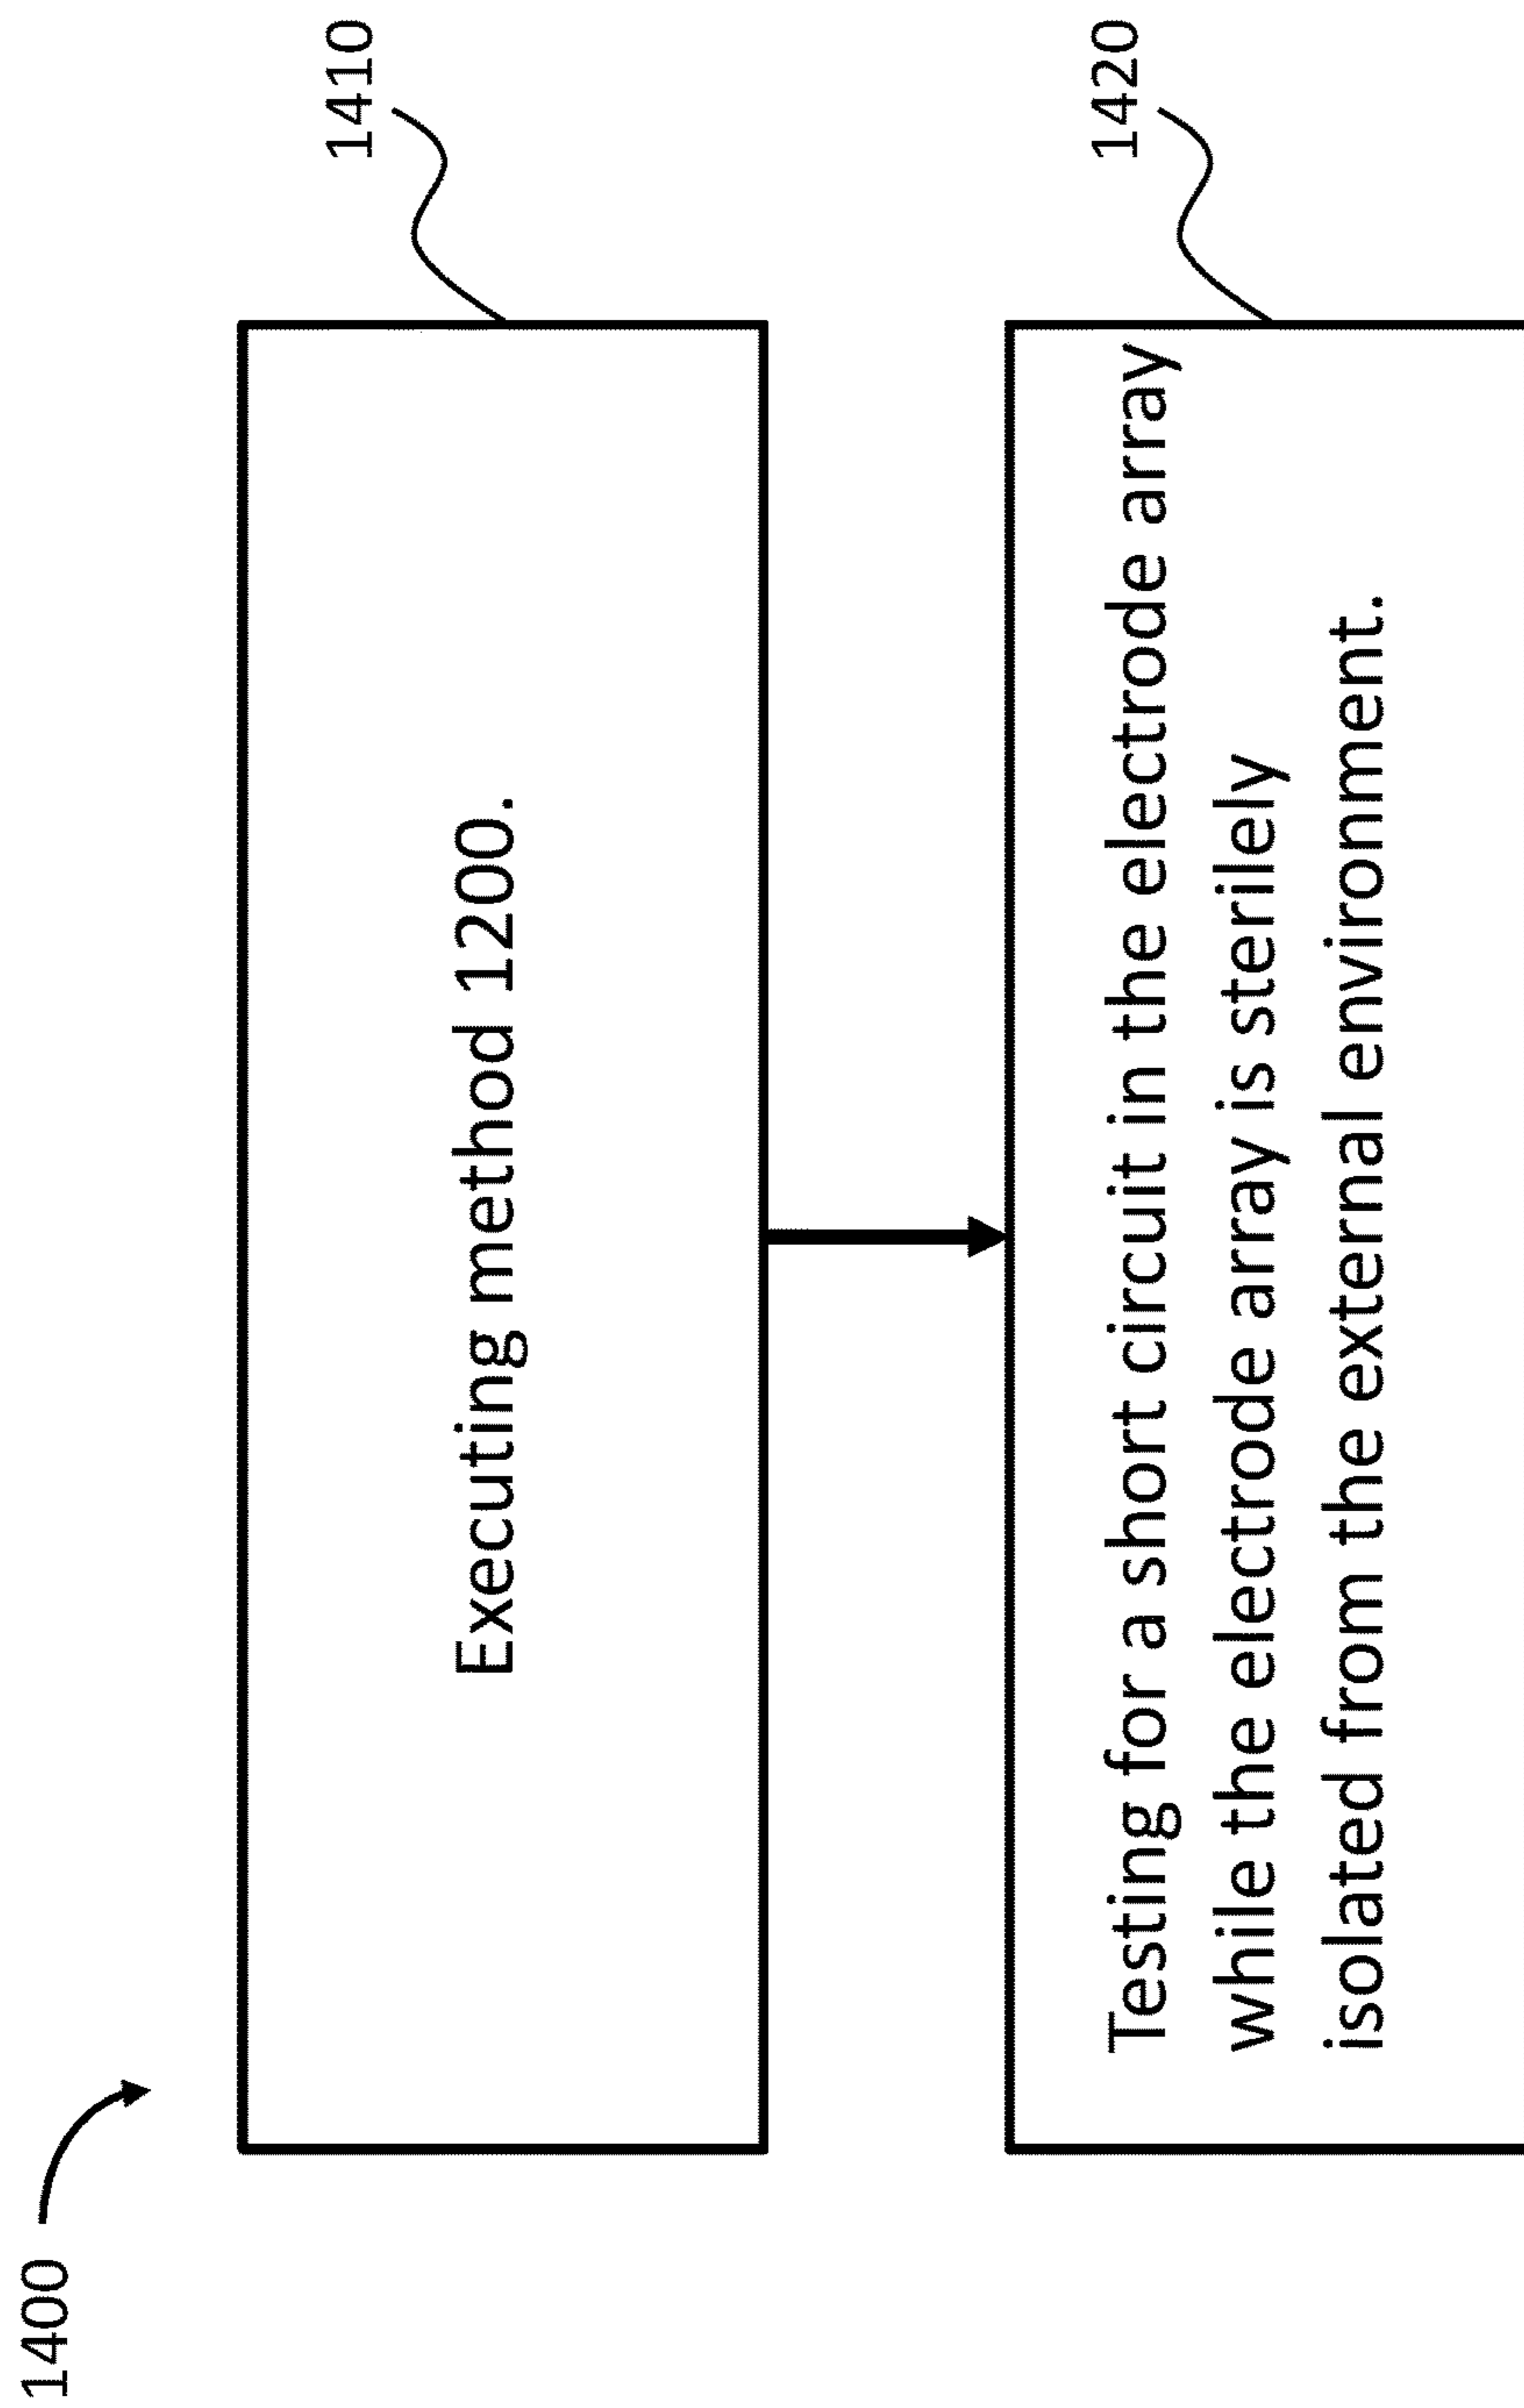 1400
1410
Executing method 1200.
1420
Testing for a short circuit in the electrode array
while the electrode array is sterilely
isolated from the external environment.